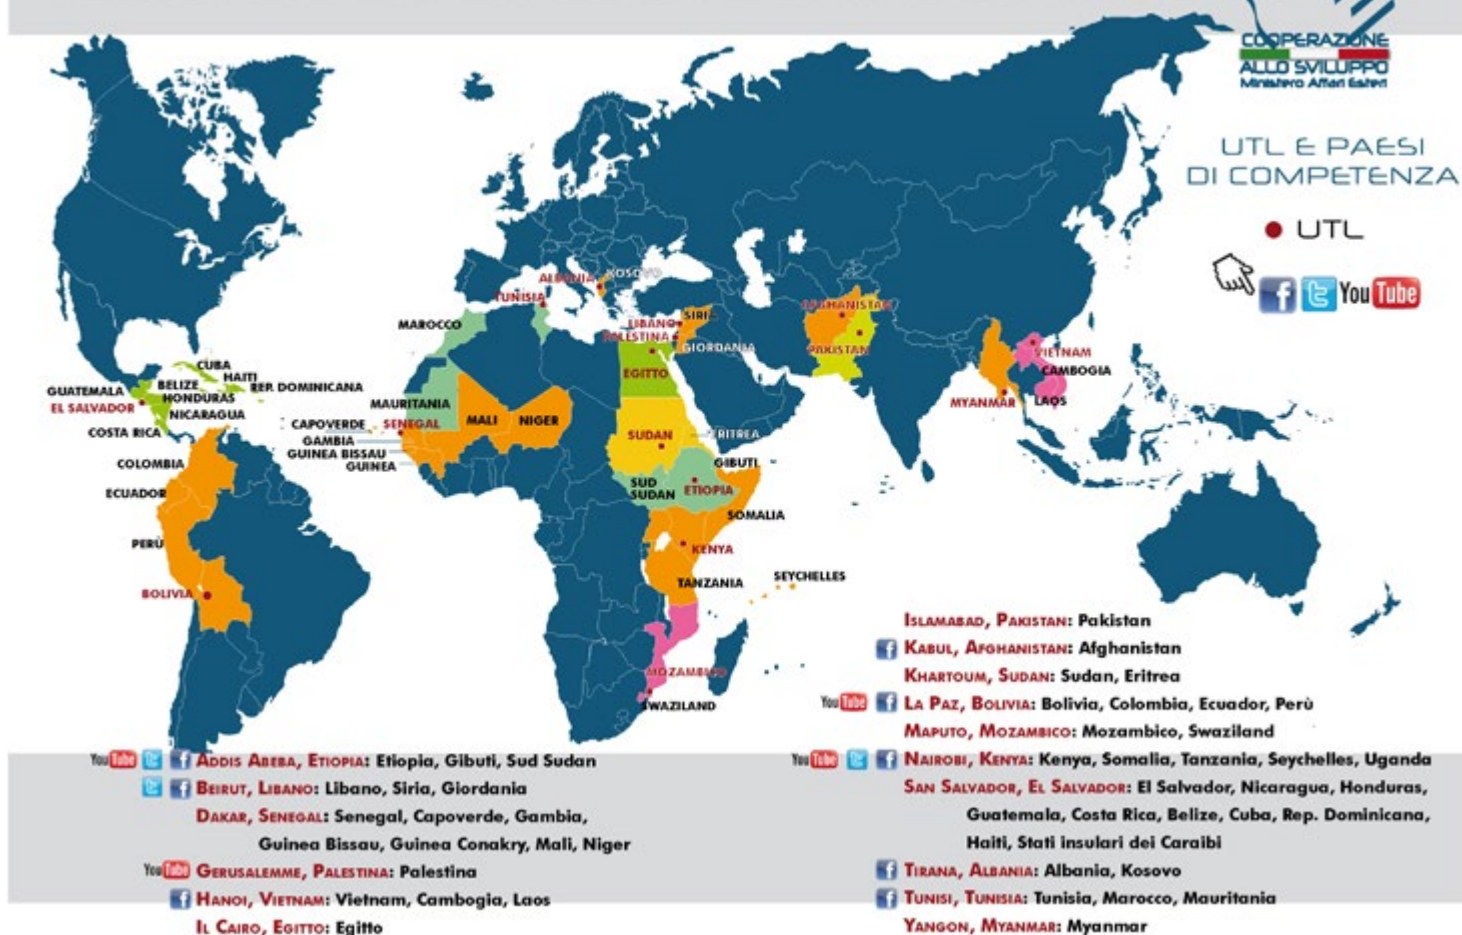 COOPERAZIONE
ALLO SVILUPPO
Ministero Affari Esteri
UTL E PAESI
DI COMPETENZA
UTL
You Tube
ALBANIA
KOSOVO
TUNISIA
MAROCCO
LIBANO
SIRIA
PALESTINA
GIORDANIA
EGITTO
AFGHANISTAN
PAKISTAN
VIETNAM
CAMBOGIA
LAOS
MYANMAR
CUBA
HAITI
REP. DOMINICANA
GUATEMALA
BELIZE
EL SALVADOR
HONDURAS
NICARAGUA
COSTA RICA
COLOMBIA
ECUADOR
PERÙ
BOLIVIA
MAURITANIA
MALI
NIGER
CAPOVERDE
SENEGAL
GAMBIA
GUINEA BISSAU
GUINEA
SUDAN
ERITREA
GIBUTI
SUD
SUDAN
ETIOPIA
SOMALIA
KENYA
TANZANIA
SEYCHELLES
MOZAMBICO
SWAZILAND
You Tube ADDIS ABEBA, ETIOPIA: Etiopia, Gibuti, Sud Sudan
BEIRUT, LIBANO: Libano, Siria, Giordania
DAKAR, SENEGAL: Senegal, Capoverde, Gambia,
Guinea Bissau, Guinea Conakry, Mali, Niger
You Tube GERUSALEMME, PALESTINA: Palestina
HANOI, VIETNAM: Vietnam, Cambogia, Laos
IL CAIRO, EGITTO: Egitto
ISLAMABAD, PAKISTAN: Pakistan
KABUL, AFGHANISTAN: Afghanistan
KHARTOUM, SUDAN: Sudan, Eritrea
You Tube LA PAZ, BOLIVIA: Bolivia, Colombia, Ecuador, Perù
MAPUTO, MOZAMBICO: Mozambico, Swaziland
You Tube NAIROBI, KENYA: Kenya, Somalia, Tanzania, Seychelles, Uganda
SAN SALVADOR, EL SALVADOR: El Salvador, Nicaragua, Honduras,
Guatemala, Costa Rica, Belize, Cuba, Rep. Dominicana,
Haiti, Stati insulari dei Caraibi
TIRANA, ALBANIA: Albania, Kosovo
TUNISI, TUNISIA: Tunisia, Marocco, Mauritania
YANGON, MYANMAR: Myanmar